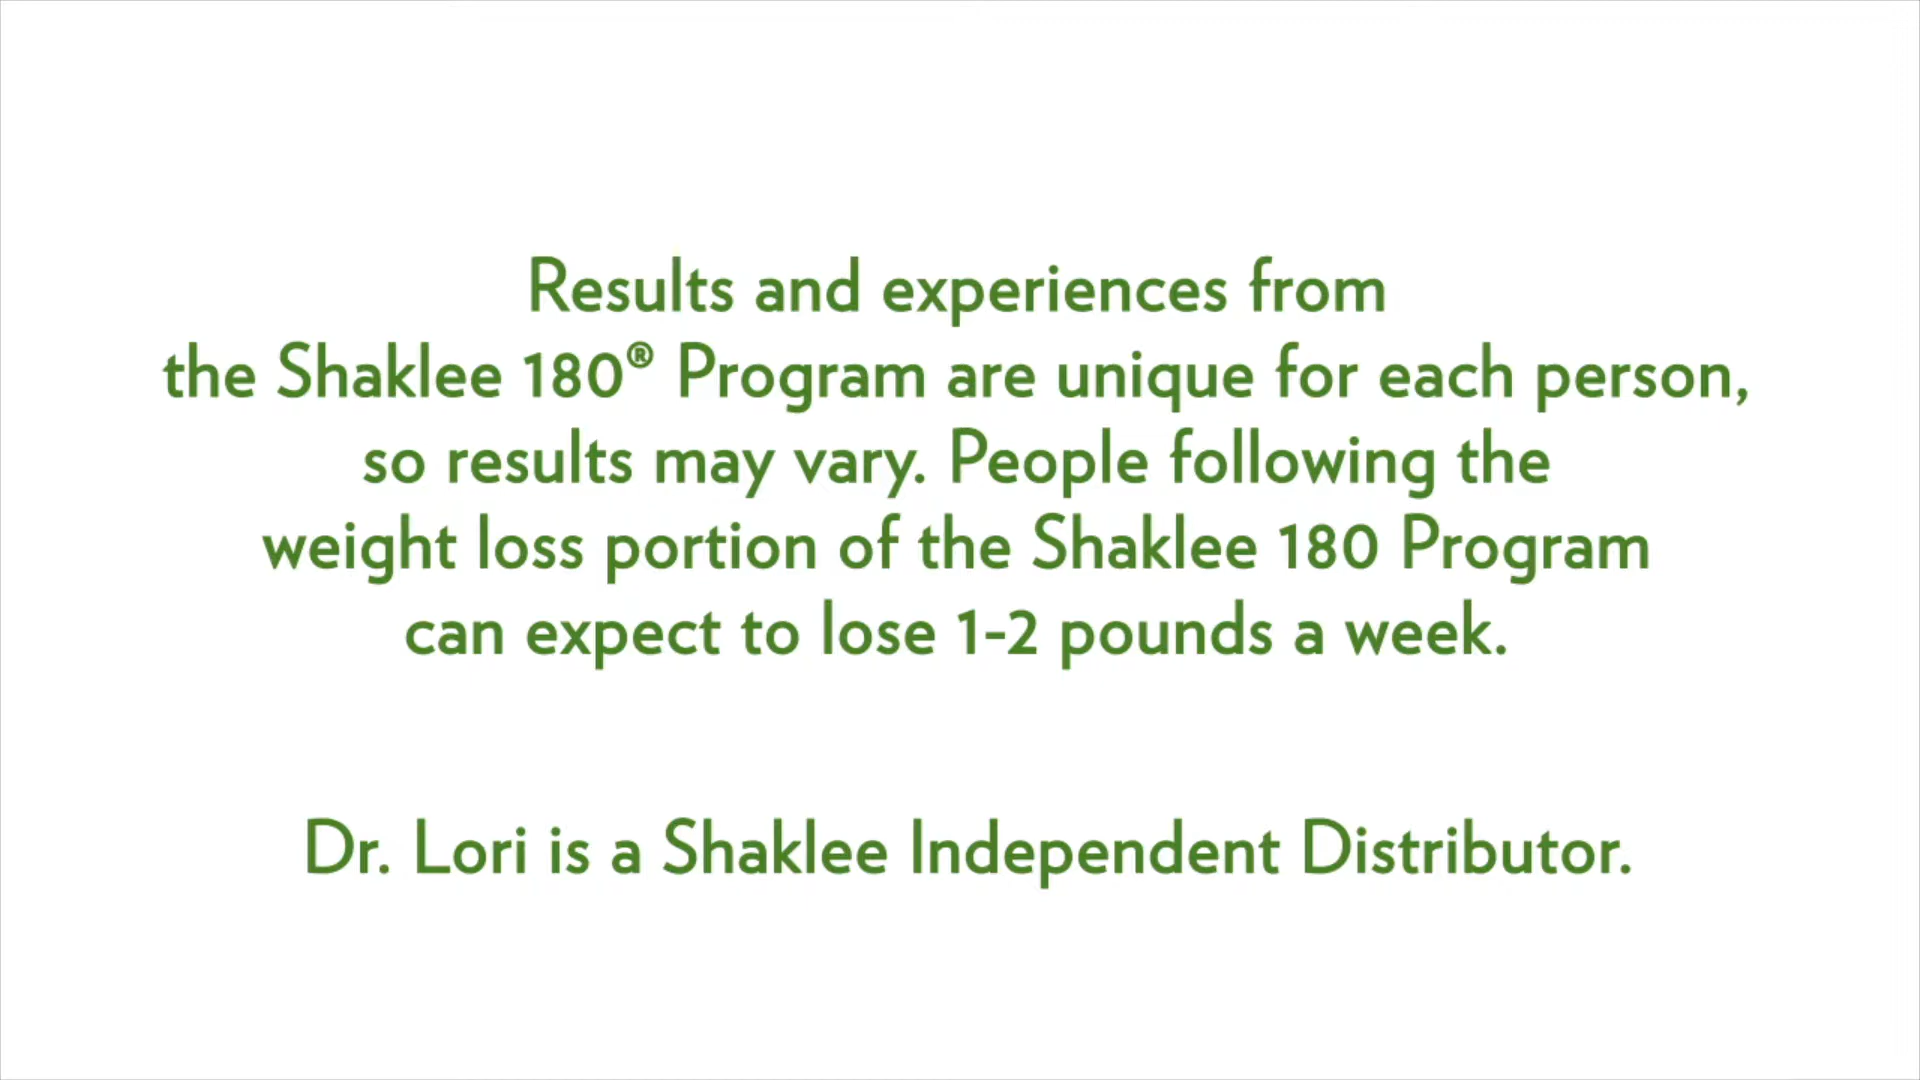 Results and experiences from
the Shaklee 180® Program are unique for each person,
so results may vary. People following the
weight loss portion of the Shaklee 180 Program
can expect to lose 1-2 pounds a week.
Dr. Lori is a Shaklee Independent Distributor.